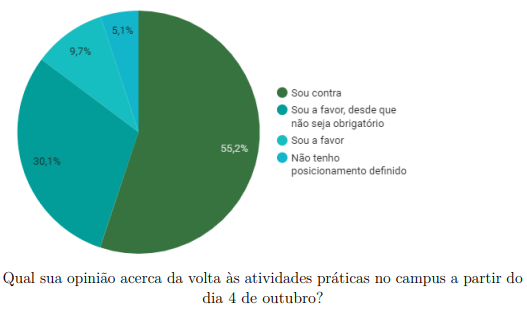 5,1%
9,7%
55,2%
30,1%
Sou contra
Sou a favor, desde que
não seja obrigatório
Sou a favor
Não tenho
posicionamento definido
Qual sua opinião acerca da volta às atividades práticas no campus a partir do
dia 4 de outubro?